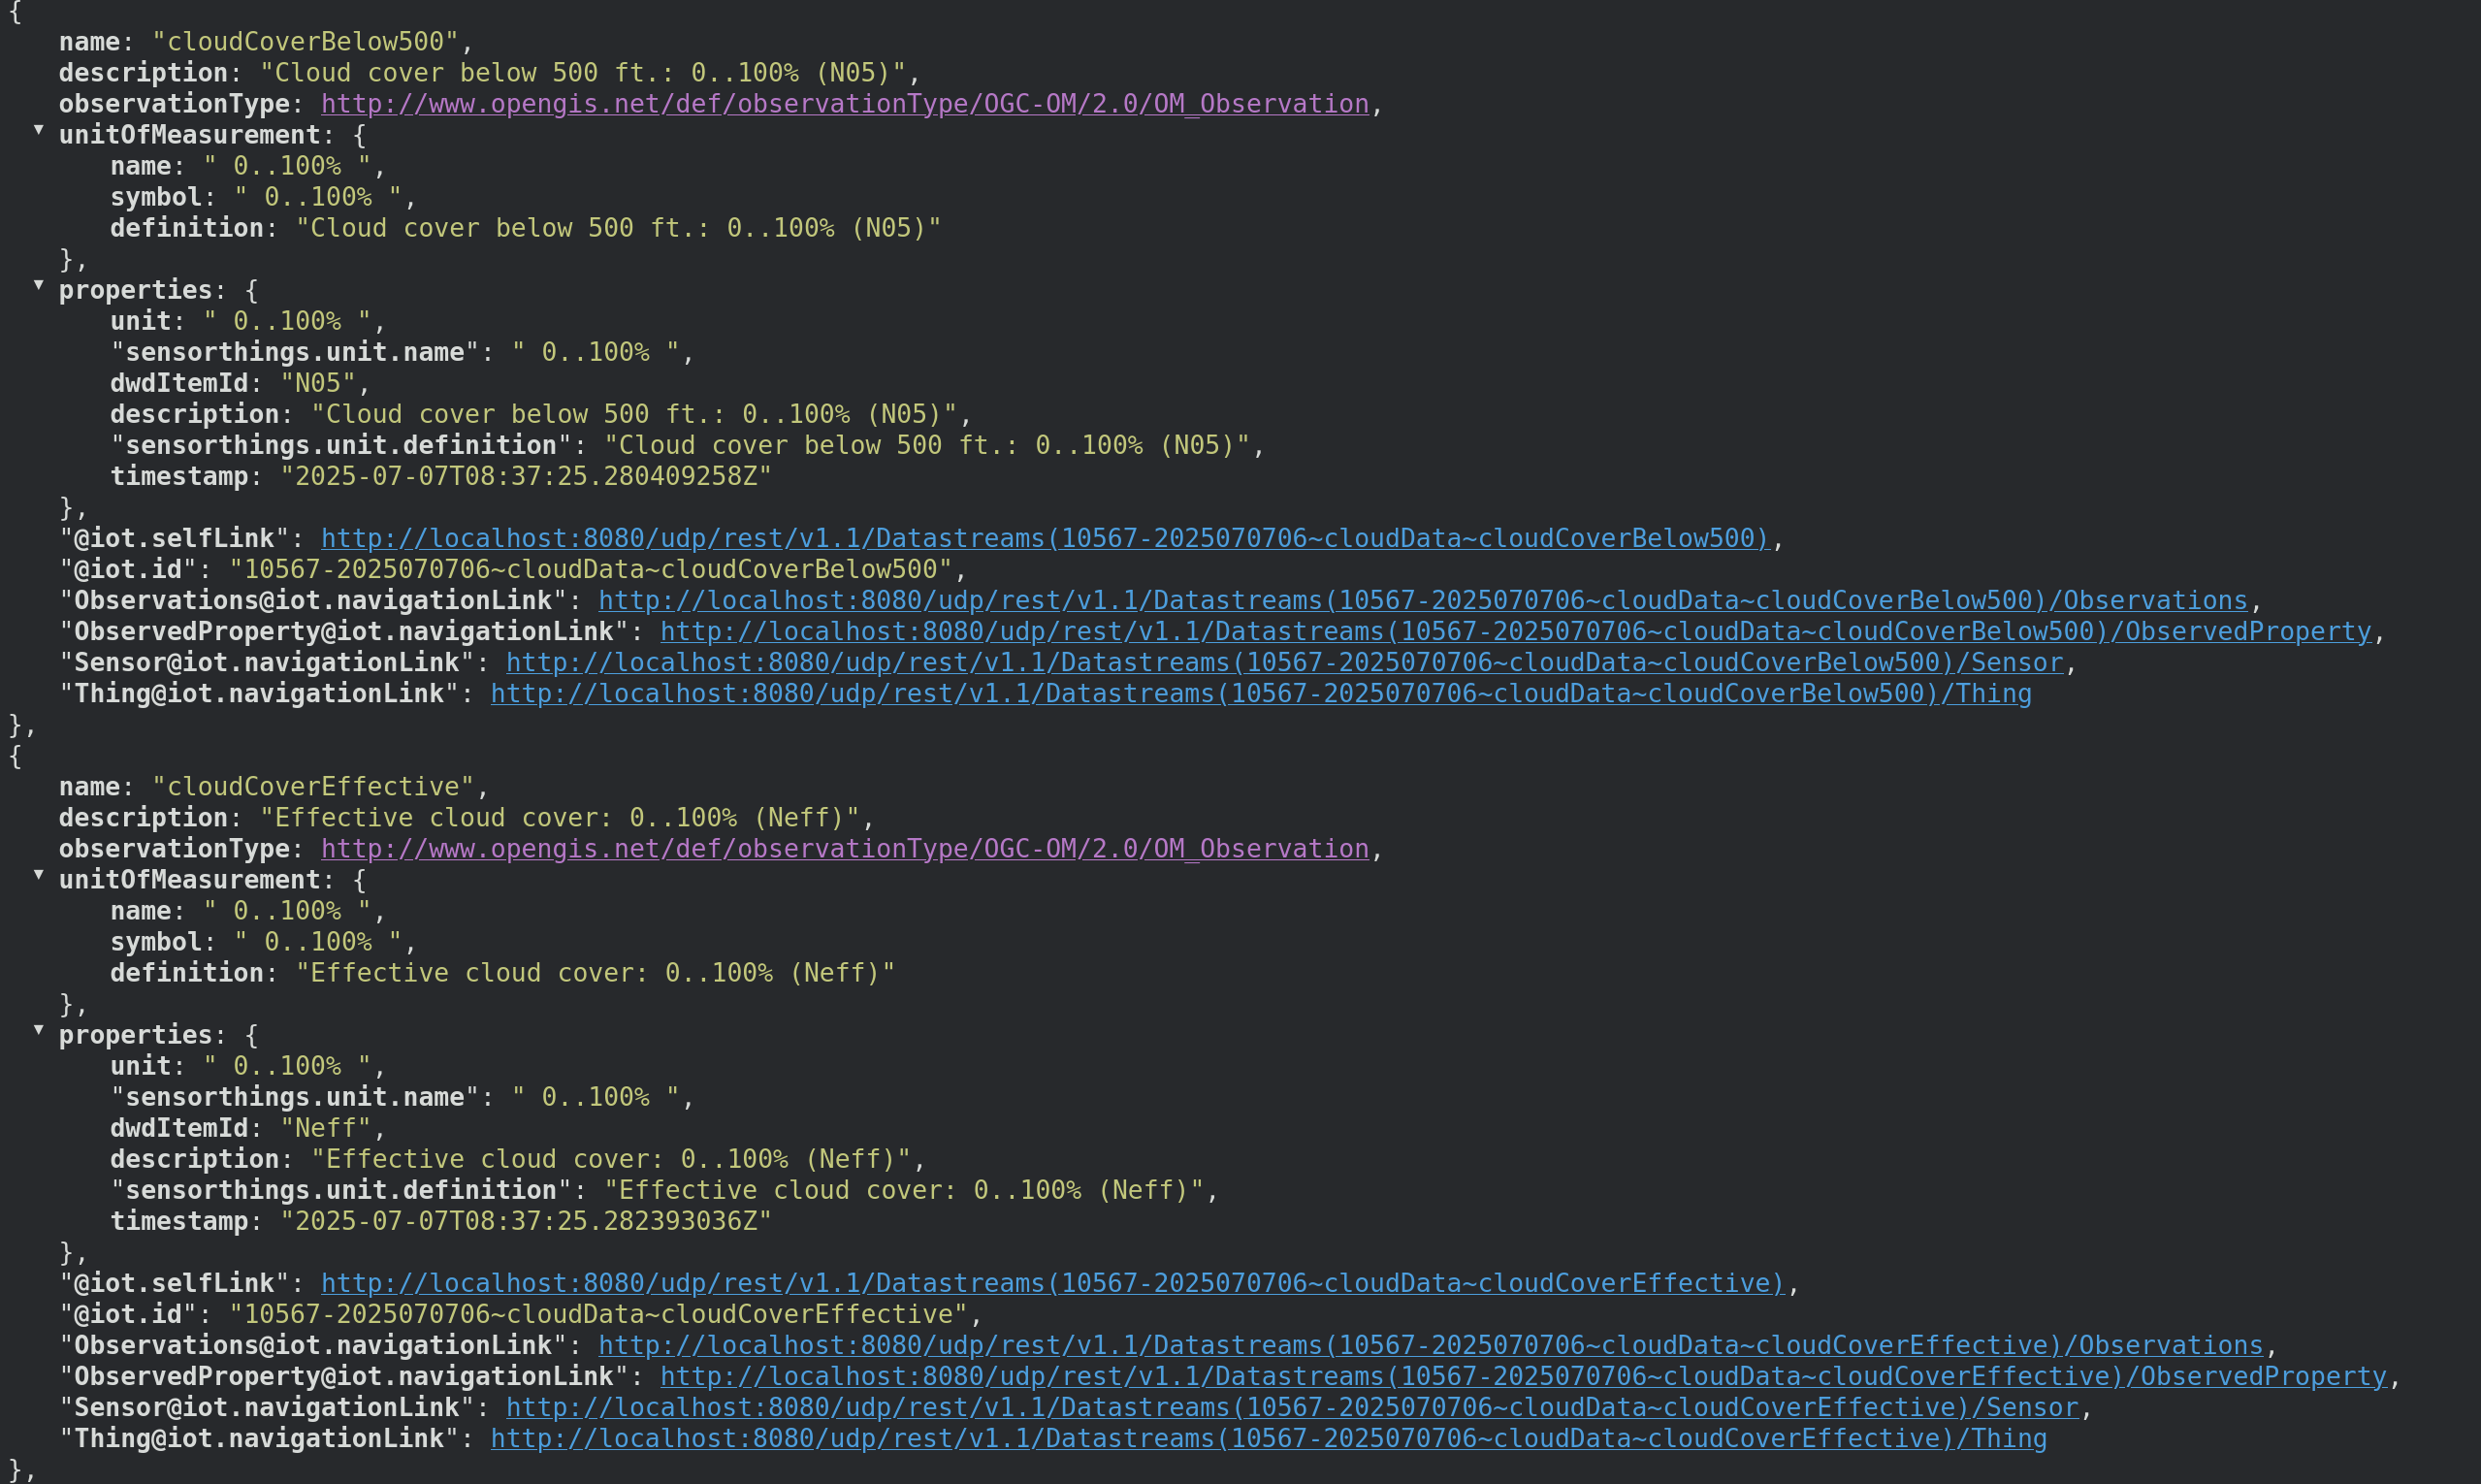 {
name: "cloudCoverBelow500",
description: "Cloud cover below 500 ft.: 0..100% (N05)",
observationType: http://www.opengis.net/def/observationType/OGC-OM/2.0/OM_Observation,
▼ unitOfMeasurement: {
name: " 0..100% ",
symbol: " 0..100% ",
definition: "Cloud cover below 500 ft.: 0..100% (N05)"
},
▼ properties: {
unit: " 0..100% ",
"sensorthings.unit.name": " 0..100% ",
dwdItemId: "N05",
description: "Cloud cover below 500 ft.: 0..100% (N05)",
"sensorthings.unit.definition": "Cloud cover below 500 ft.: 0..100% (N05)",
timestamp: "2025-07-07T08:37:25.280409258Z"
},
"@iot.selfLink": http://localhost:8080/udp/rest/v1.1/Datastreams(10567-2025070706~cloudData~cloudCoverBelow500),
"@iot.id": "10567-2025070706~cloudData~cloudCoverBelow500",
"Observations@iot.navigationLink": http://localhost:8080/udp/rest/v1.1/Datastreams(10567-2025070706~cloudData~cloudCoverBelow500)/Observations,
"ObservedProperty@iot.navigationLink": http://localhost:8080/udp/rest/v1.1/Datastreams(10567-2025070706~cloudData~cloudCoverBelow500)/ObservedProperty,
"Sensor@iot.navigationLink": http://localhost:8080/udp/rest/v1.1/Datastreams(10567-2025070706~cloudData~cloudCoverBelow500)/Sensor,
"Thing@iot.navigationLink": http://localhost:8080/udp/rest/v1.1/Datastreams(10567-2025070706~cloudData~cloudCoverBelow500)/Thing
},
{
name: "cloudCoverEffective",
description: "Effective cloud cover: 0..100% (Neff)",
observationType: http://www.opengis.net/def/observationType/OGC-OM/2.0/OM_Observation,
▼ unitOfMeasurement: {
name: " 0..100% ",
symbol: " 0..100% ",
definition: "Effective cloud cover: 0..100% (Neff)"
},
▼ properties: {
unit: " 0..100% ",
"sensorthings.unit.name": " 0..100% ",
dwdItemId: "Neff",
description: "Effective cloud cover: 0..100% (Neff)",
"sensorthings.unit.definition": "Effective cloud cover: 0..100% (Neff)",
timestamp: "2025-07-07T08:37:25.282393036Z"
},
"@iot.selfLink": http://localhost:8080/udp/rest/v1.1/Datastreams(10567-2025070706~cloudData~cloudCoverEffective),
"@iot.id": "10567-2025070706~cloudData~cloudCoverEffective",
"Observations@iot.navigationLink": http://localhost:8080/udp/rest/v1.1/Datastreams(10567-2025070706~cloudData~cloudCoverEffective)/Observations,
"ObservedProperty@iot.navigationLink": http://localhost:8080/udp/rest/v1.1/Datastreams(10567-2025070706~cloudData~cloudCoverEffective)/ObservedProperty,
"Sensor@iot.navigationLink": http://localhost:8080/udp/rest/v1.1/Datastreams(10567-2025070706~cloudData~cloudCoverEffective)/Sensor,
"Thing@iot.navigationLink": http://localhost:8080/udp/rest/v1.1/Datastreams(10567-2025070706~cloudData~cloudCoverEffective)/Thing
},